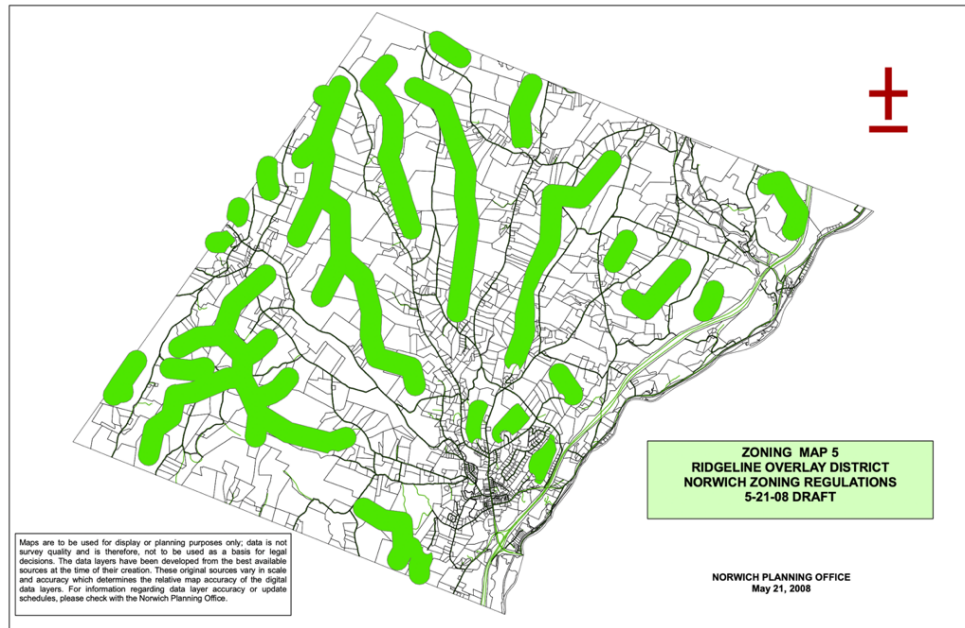 ZONING MAP 5
RIDGELINE OVERLAY DISTRICT
NORWICH ZONING REGULATIONS
5-21-08 DRAFT
Maps are to be used for display or planning purposes only; data is not
survey quality and is therefore, not to be used as a basis for legal
decisions. The data layers have been developed from the best available
sources at the time of their creation. These original sources vary in scale
and accuracy which determines the relative map accuracy of the digital
data layers. For information regarding data layer accuracy or update
schedules, please check with the Norwich Planning Office.
NORWICH PLANNING OFFICE
May 21, 2008